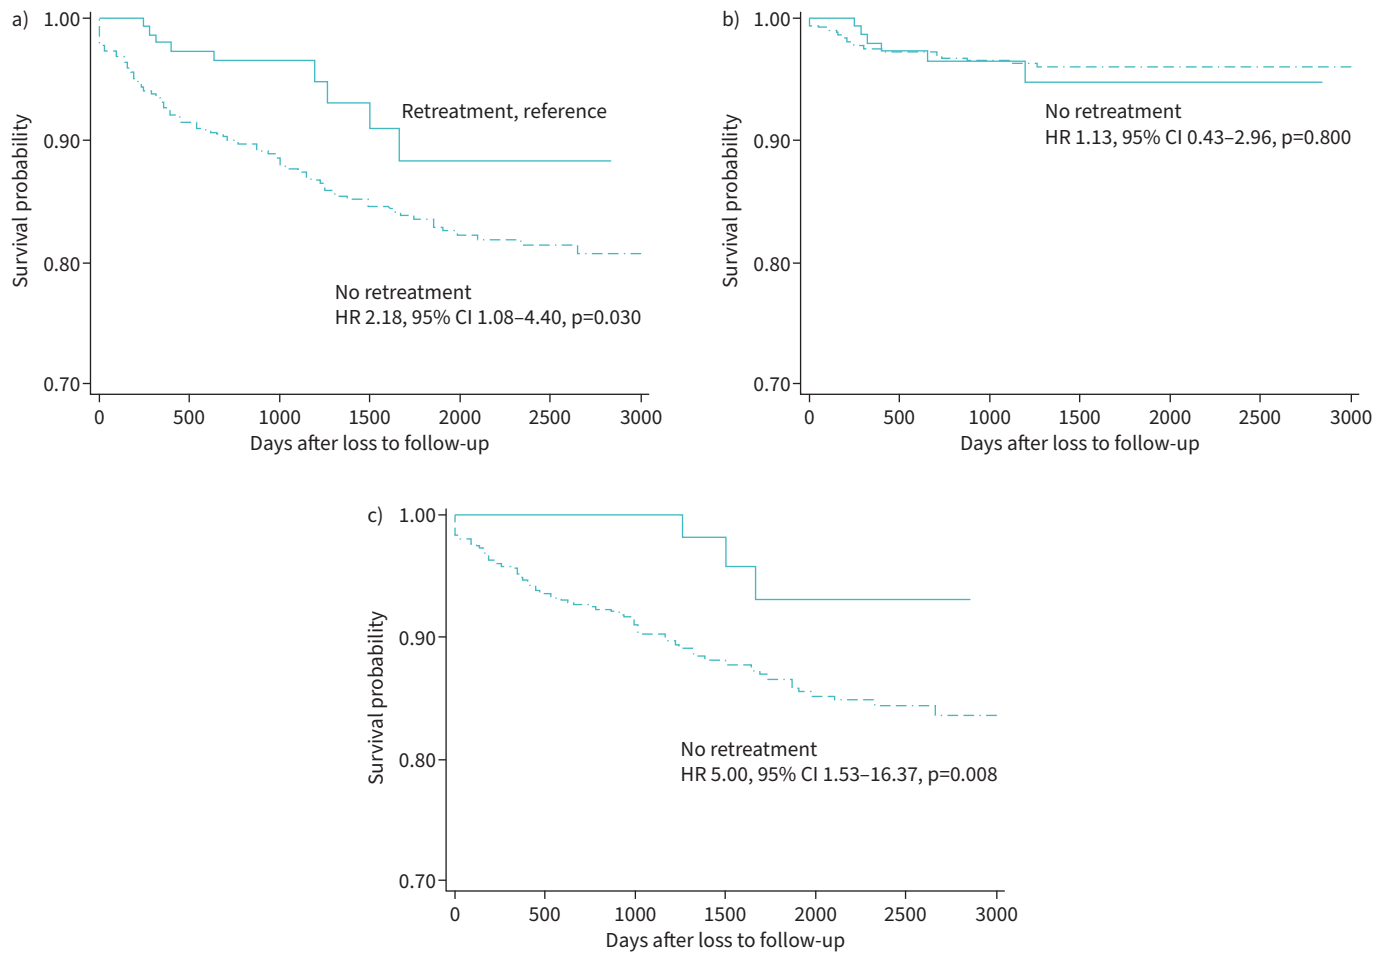 a)
1.00
0.90
0.80
0.70
Survival probability
Retreatment, reference
No retreatment
HR 2.18, 95% CI 1.08–4.40, p=0.030
0 500 1000 1500 2000 2500 3000
Days after loss to follow-up
b)
1.00
0.90
0.80
0.70
Survival probability
No retreatment
HR 1.13, 95% CI 0.43–2.96, p=0.800
0 500 1000 1500 2000 2500 3000
Days after loss to follow-up
c)
1.00
0.90
0.80
0.70
Survival probability
No retreatment
HR 5.00, 95% CI 1.53–16.37, p=0.008
0 500 1000 1500 2000 2500 3000
Days after loss to follow-up